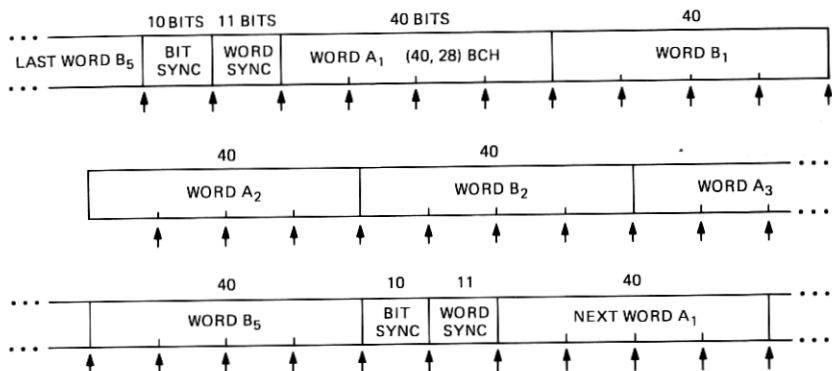 10 BITS 11 BITS 40 BITS 40
LAST WORD B₅ BIT SYNC WORD SYNC WORD A₁ (40, 28) BCH WORD B₁
40 40
WORD A₂ WORD B₂ WORD A₃
40 10 11 40
WORD B₅ BIT SYNC WORD SYNC NEXT WORD A₁